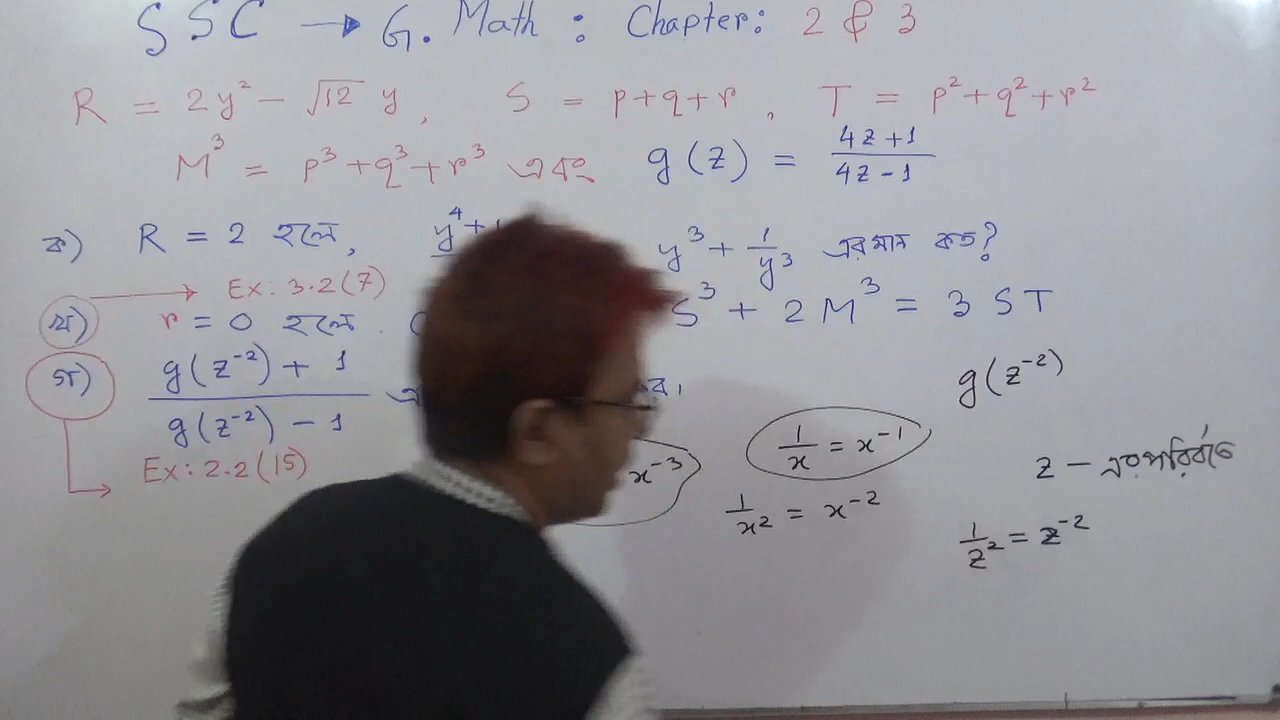 SSC → G. Math : Chapter: 2 & 3
R = 2y² - √12 y, S = p+q+r, T = p²+q²+r²
M³ = p³+q³+r³ এবং g(z) = (4z+1)/(4z-1)
ক) R = 2 হলে, y⁴+ y³ + 1/y³ এর মান কত?
Ex: 3.2(7)
খ) r = 0 হলে S³ + 2M³ = 3ST
গ) (g(z⁻²) + 1)/(g(z⁻²) - 1)
Ex: 2.2(15)
g(z⁻²)
x⁻³
1/x = x⁻¹
1/x² = x⁻²
z - এর পরিবর্তে
1/z² = z⁻²